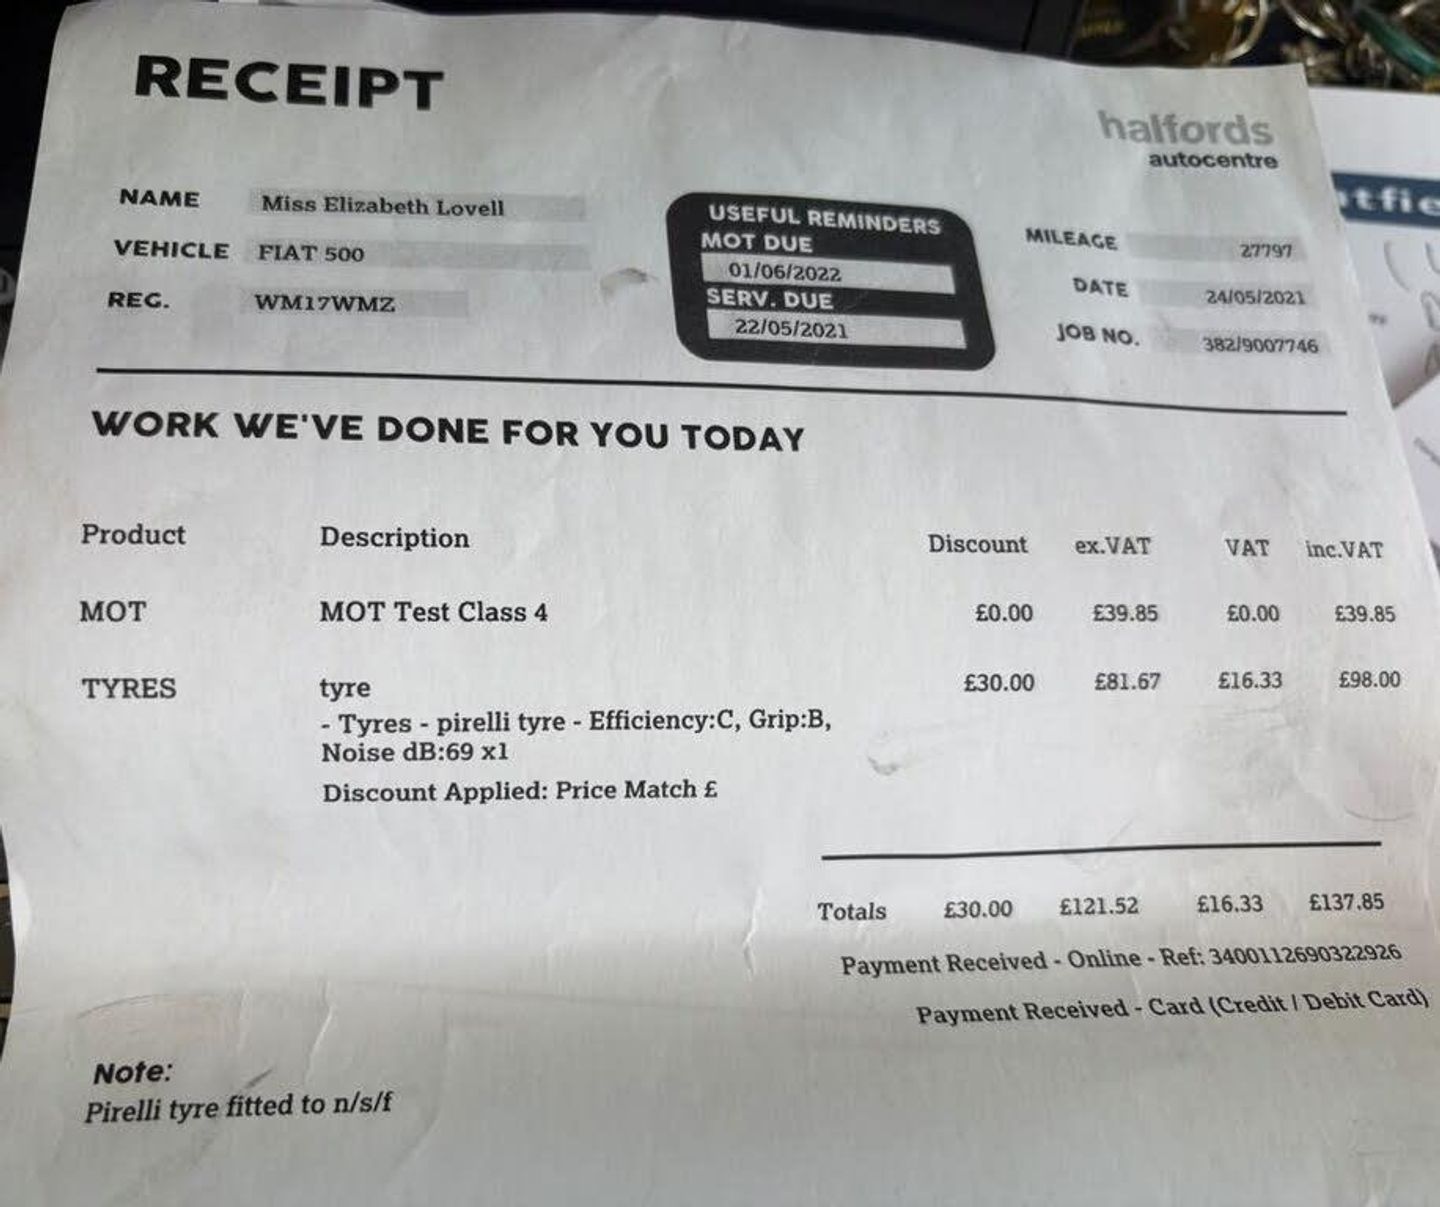 RECEIPT
halfords
autocentre
NAME Miss Elizabeth Lovell
VEHICLE FIAT 500
REG. WM17WMZ
USEFUL REMINDERS
MOT DUE
01/06/2022
SERV. DUE
22/05/2021
MILEAGE 27797
DATE 24/05/2021
JOB NO. 382/9007746
WORK WE'VE DONE FOR YOU TODAY
Product Description Discount ex.VAT VAT inc.VAT
MOT MOT Test Class 4 £0.00 £39.85 £0.00 £39.85
TYRES tyre £30.00 £81.67 £16.33 £98.00
- Tyres - pirelli tyre - Efficiency:C, Grip:B,
Noise dB:69 x1
Discount Applied: Price Match £
Totals £30.00 £121.52 £16.33 £137.85
Payment Received - Online - Ref: 3400112690322926
Payment Received - Card (Credit / Debit Card)
Note:
Pirelli tyre fitted to n/s/f